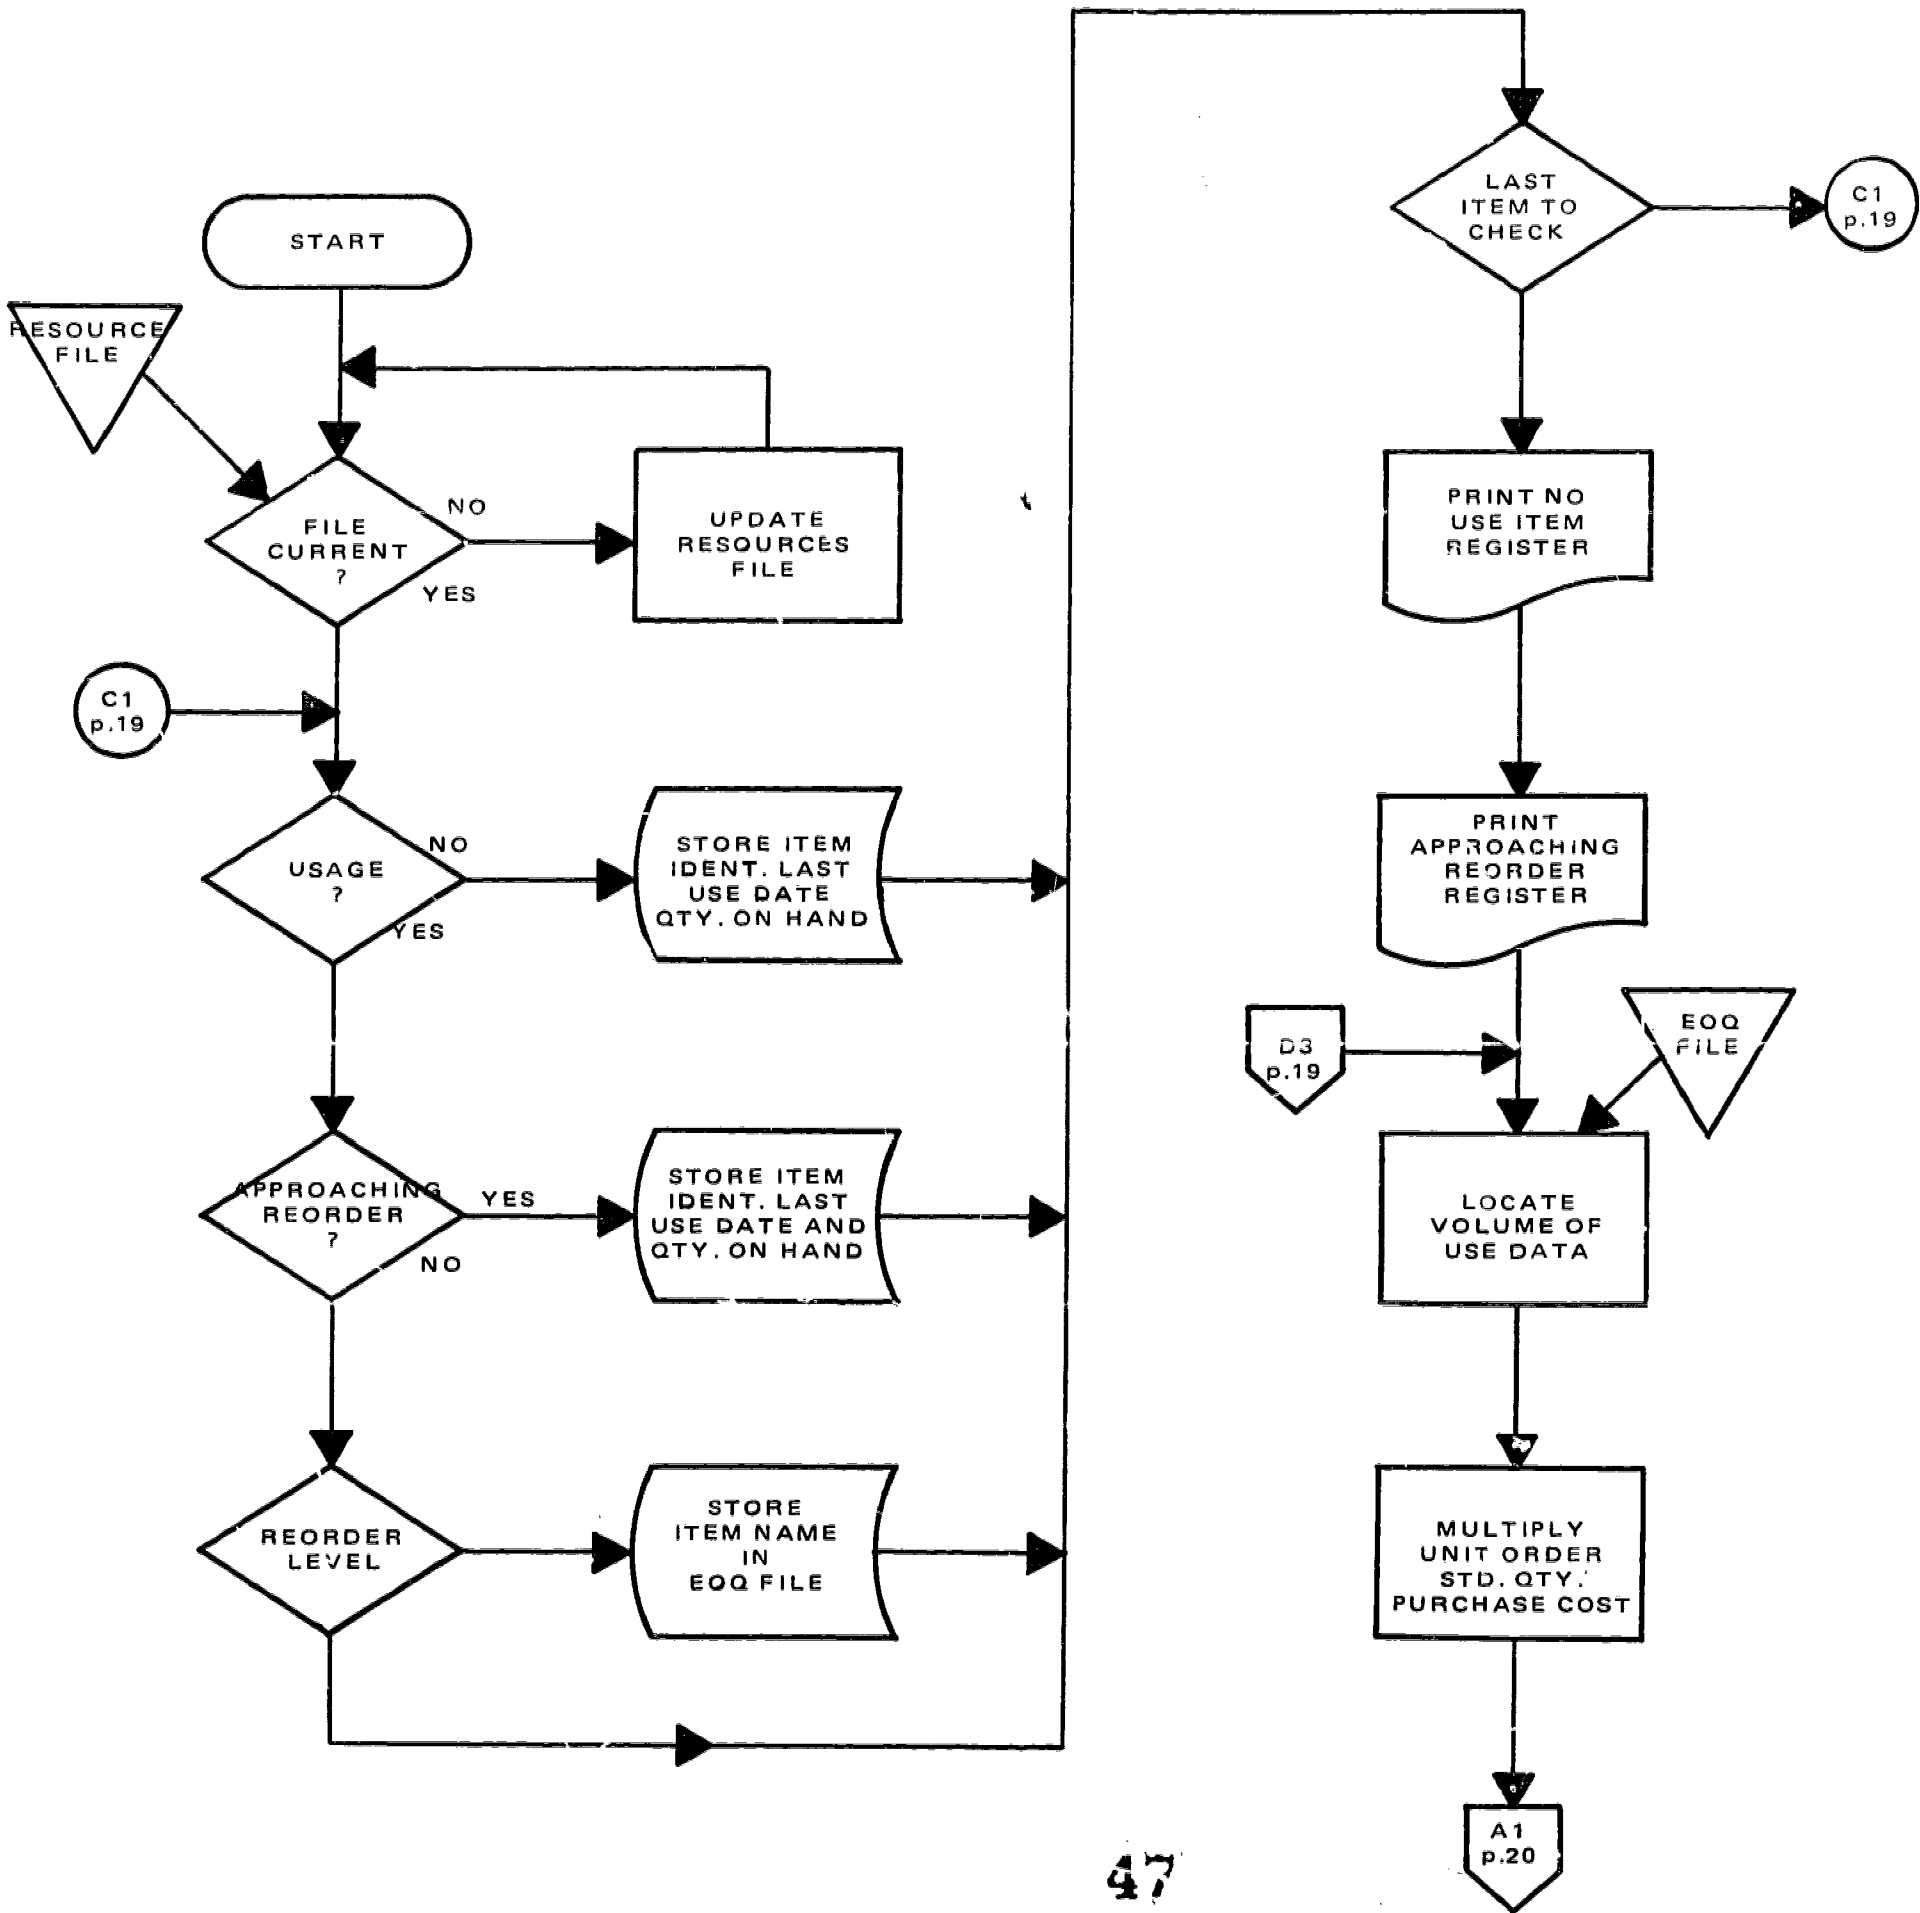 START
RESOURCE
FILE
NO
FILE
CURRENT
?
YES
UPDATE
RESOURCES
FILE
C1
p.19
USAGE
?
NO
YES
STORE ITEM
IDENT. LAST
USE DATE
QTY. ON HAND
APPROACHING
REORDER
?
YES
NO
STORE ITEM
IDENT. LAST
USE DATE AND
QTY. ON HAND
REORDER
LEVEL
STORE
ITEM NAME
IN
EOQ FILE
LAST
ITEM TO
CHECK
C1
p.19
PRINT NO
USE ITEM
REGISTER
PRINT
APPROACHING
REORDER
REGISTER
D3
p.19
EOQ
FILE
LOCATE
VOLUME OF
USE DATA
MULTIPLY
UNIT ORDER
STD. QTY.
PURCHASE COST
A1
p.20
47